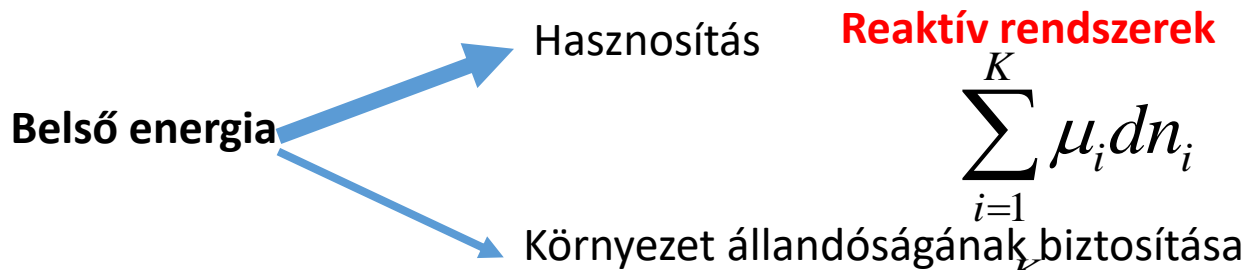 Hasznosítás
Reaktív rendszerek
Belső energia
K
∑ μ_i dn_i
i=1
Környezet állandóságának biztosítása